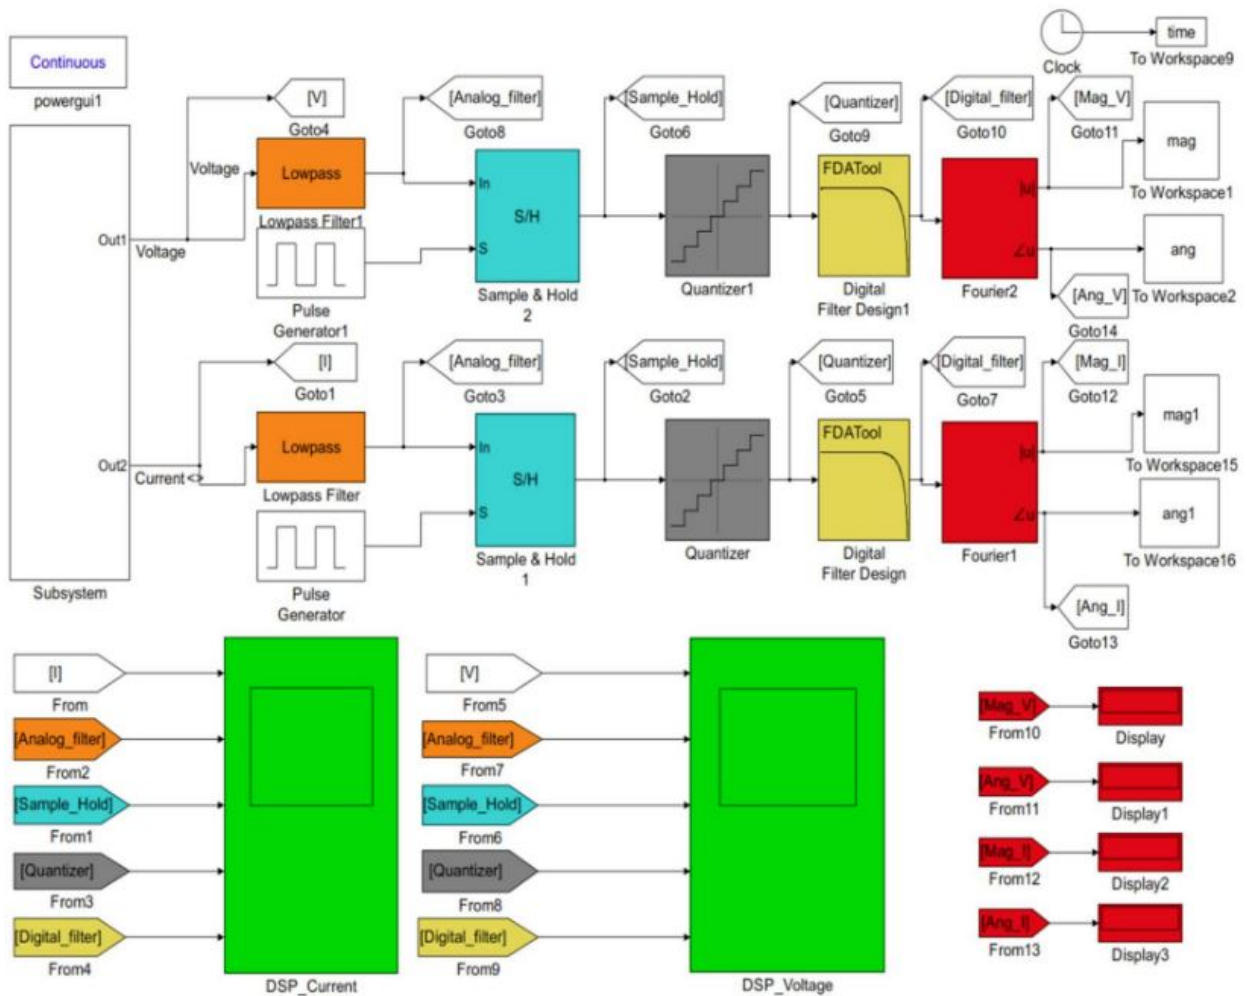 Continuous
powergui1
Clock
time
To Workspace9
[V]
Goto4
[Analog_filter]
Goto8
[Sample_Hold]
Goto6
[Quantizer]
Goto9
[Digital_filter]
Goto10
[Mag_V]
Goto11
Out1
Voltage
Voltage
Lowpass
Lowpass Filter1
Pulse
Generator1
In
S/H
S
Sample & Hold
2
Quantizer1
FDATool
Digital
Filter Design1
|u|
∠u
Fourier2
mag
To Workspace1
ang
To Workspace2
[Ang_V]
Goto14
[I]
Goto1
[Analog_filter]
Goto3
[Sample_Hold]
Goto2
[Quantizer]
Goto5
[Digital_filter]
Goto7
[Mag_I]
Goto12
Out2
Current <>
Lowpass
Lowpass Filter
Pulse
Generator
In
S/H
S
Sample & Hold
1
Quantizer
FDATool
Digital
Filter Design
|u|
∠u
Fourier1
mag1
To Workspace15
ang1
To Workspace16
[Ang_I]
Goto13
Subsystem
[I]
From
[Analog_filter]
From2
[Sample_Hold]
From1
[Quantizer]
From3
[Digital_filter]
From4
DSP_Current
[V]
From5
[Analog_filter]
From7
[Sample_Hold]
From6
[Quantizer]
From8
[Digital_filter]
From9
DSP_Voltage
[Mag_V]
From10
Display
[Ang_V]
From11
Display1
[Mag_I]
From12
Display2
[Ang_I]
From13
Display3